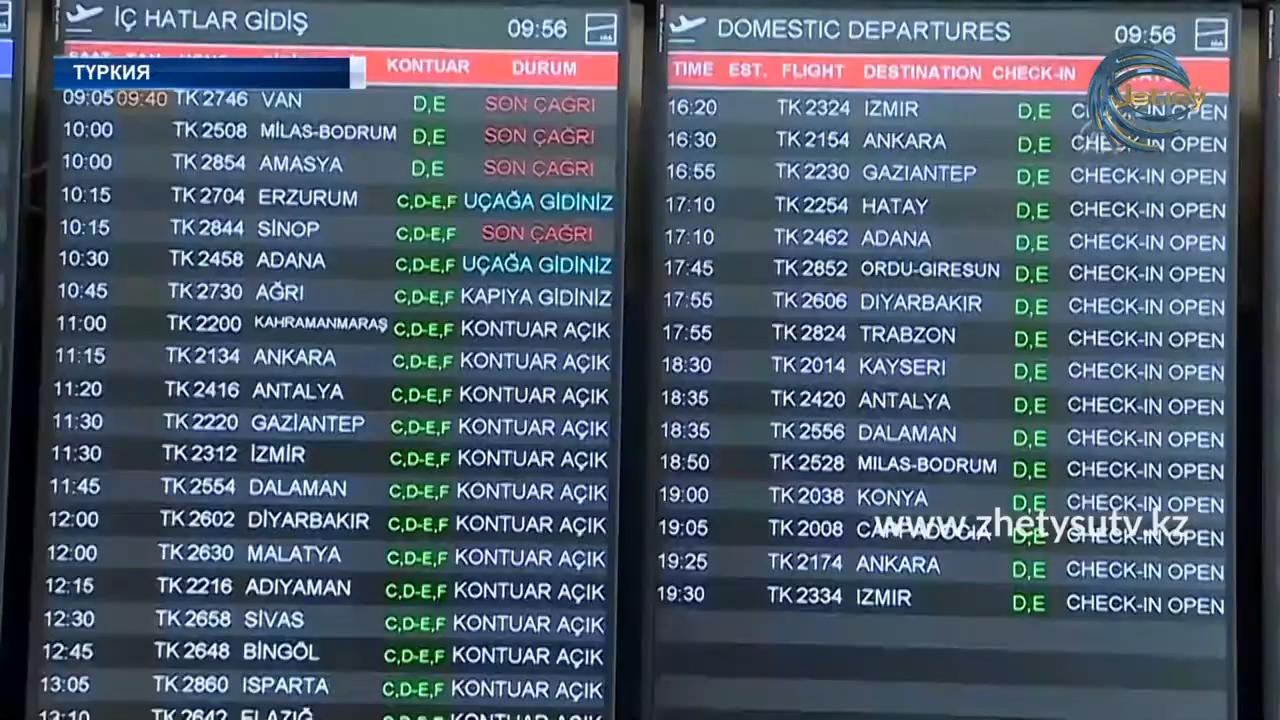 İÇ HATLAR GİDİŞ 09:56
ТҮРКИЯ KONTUAR DURUM
09:05 09:40 TK 2746 VAN D,E SON ÇAĞRI
10:00 TK 2508 MİLAS-BODRUM D,E SON ÇAĞRI
10:00 TK 2854 AMASYA D,E SON ÇAĞRI
10:15 TK 2704 ERZURUM C,D-E,F UÇAĞA GİDİNİZ
10:15 TK 2844 SİNOP C,D-E,F SON ÇAĞRI
10:30 TK 2458 ADANA C,D-E,F UÇAĞA GİDİNİZ
10:45 TK 2730 AĞRI C,D-E,F KAPIYA GİDİNİZ
11:00 TK 2200 KAHRAMANMARAŞ C,D-E,F KONTUAR AÇIK
11:15 TK 2134 ANKARA C,D-E,F KONTUAR AÇIK
11:20 TK 2416 ANTALYA C,D-E,F KONTUAR AÇIK
11:30 TK 2220 GAZİANTEP C,D-E,F KONTUAR AÇIK
11:30 TK 2312 İZMİR C,D-E,F KONTUAR AÇIK
11:45 TK 2554 DALAMAN C,D-E,F KONTUAR AÇIK
12:00 TK 2602 DİYARBAKIR C,D-E,F KONTUAR AÇIK
12:00 TK 2630 MALATYA C,D-E,F KONTUAR AÇIK
12:15 TK 2216 ADIYAMAN C,D-E,F KONTUAR AÇIK
12:30 TK 2658 SİVAS C,D-E,F KONTUAR AÇIK
12:45 TK 2648 BİNGÖL C,D-E,F KONTUAR AÇIK
13:05 TK 2860 ISPARTA C,D-E,F KONTUAR AÇIK
13:10 TK 2642 ELAZIĞ C,D-E,F KONTUAR AÇIK
DOMESTIC DEPARTURES 09:56
TIME EST. FLIGHT DESTINATION CHECK-IN
16:20 TK 2324 IZMIR D,E CHECK-IN OPEN
16:30 TK 2154 ANKARA D,E CHECK-IN OPEN
16:55 TK 2230 GAZIANTEP D,E CHECK-IN OPEN
17:10 TK 2254 HATAY D,E CHECK-IN OPEN
17:10 TK 2462 ADANA D,E CHECK-IN OPEN
17:45 TK 2852 ORDU-GIRESUN D,E CHECK-IN OPEN
17:55 TK 2606 DIYARBAKIR D,E CHECK-IN OPEN
17:55 TK 2824 TRABZON D,E CHECK-IN OPEN
18:30 TK 2014 KAYSERI D,E CHECK-IN OPEN
18:35 TK 2420 ANTALYA D,E CHECK-IN OPEN
18:35 TK 2556 DALAMAN D,E CHECK-IN OPEN
18:50 TK 2528 MILAS-BODRUM D,E CHECK-IN OPEN
19:00 TK 2038 KONYA D,E CHECK-IN OPEN
19:05 TK 2008 CAPPADOCIA D,E CHECK-IN OPEN
www.zhetysutv.kz
19:25 TK 2174 ANKARA D,E CHECK-IN OPEN
19:30 TK 2334 IZMIR D,E CHECK-IN OPEN